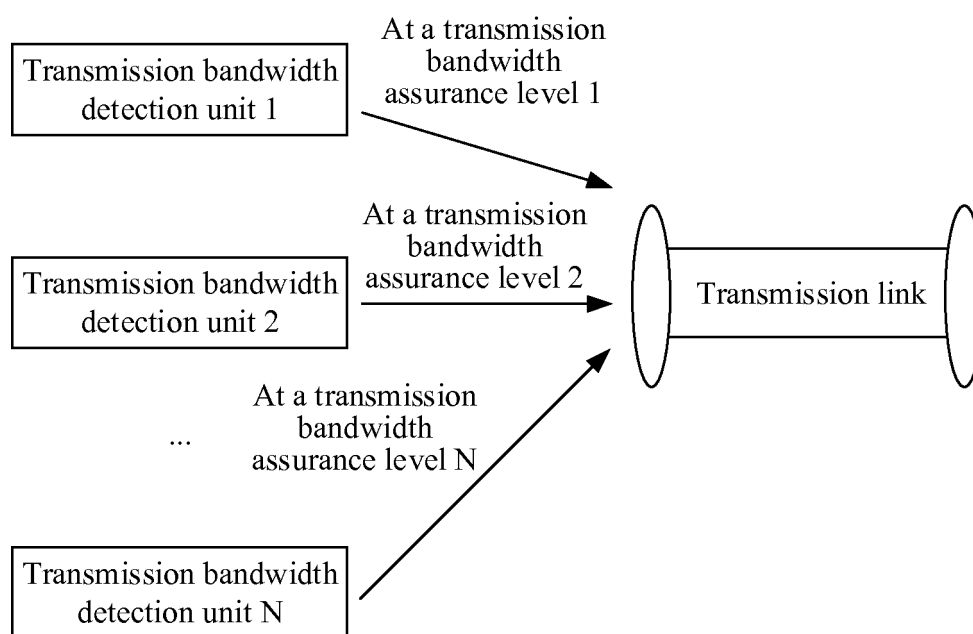 Transmission bandwidth
detection unit 1
At a transmission
bandwidth
assurance level 1
Transmission bandwidth
detection unit 2
At a transmission
bandwidth
assurance level 2
Transmission link
...
At a transmission
bandwidth
assurance level N
Transmission bandwidth
detection unit N